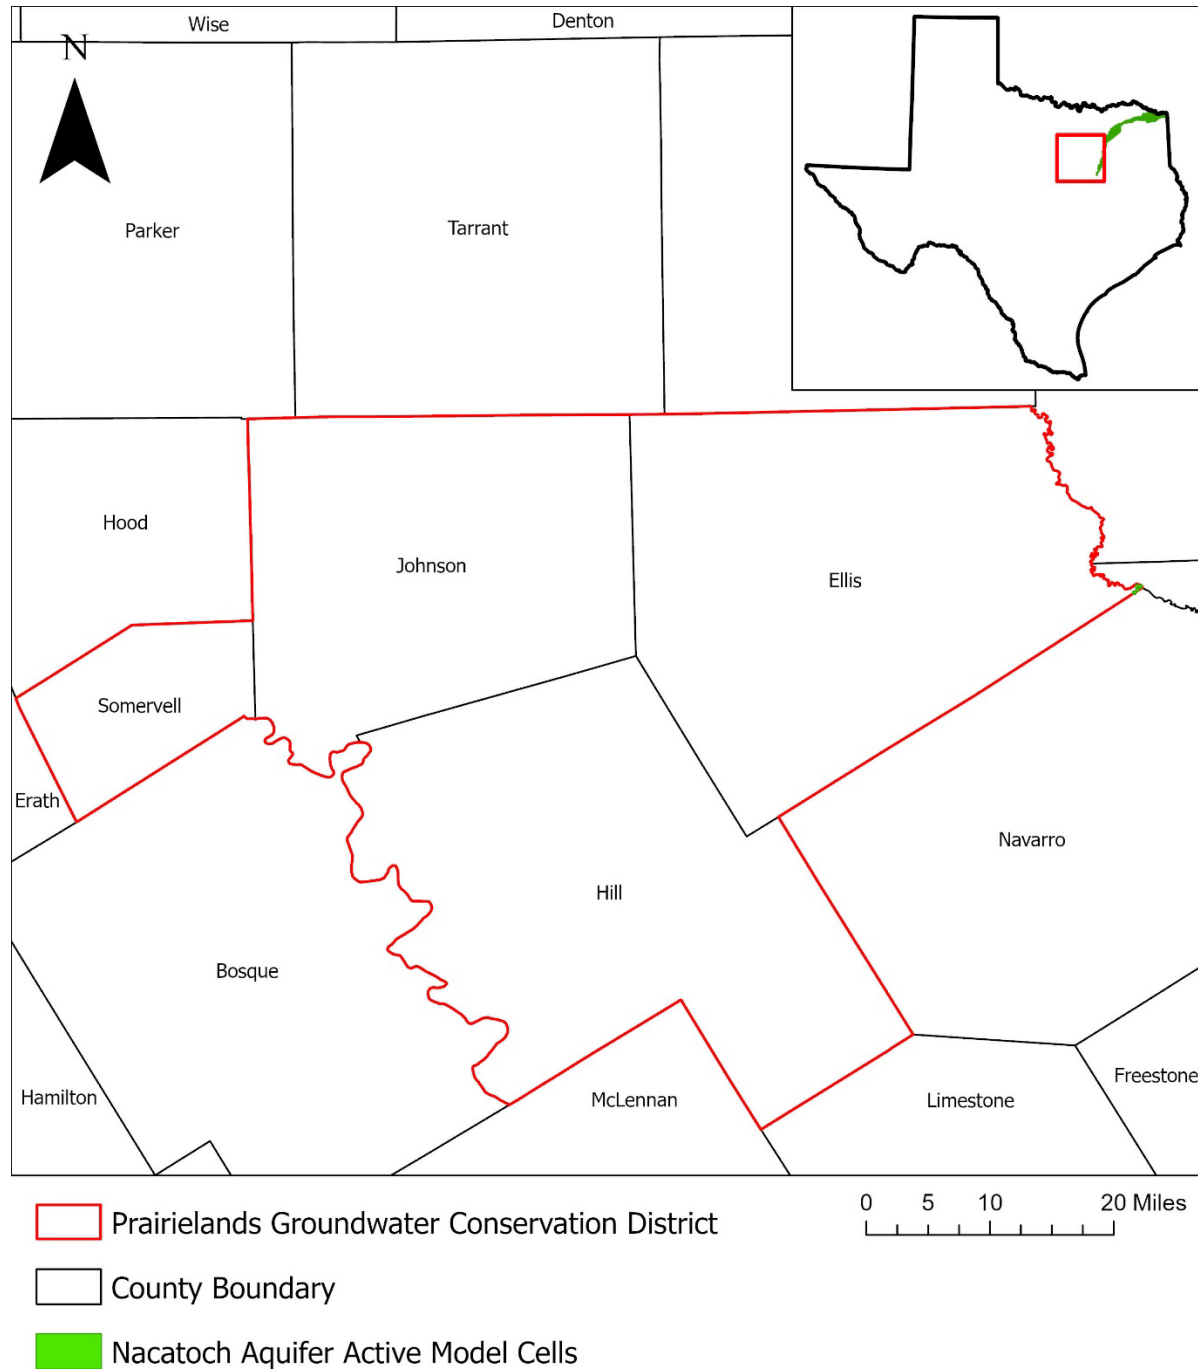 Wise
Denton
N
Parker
Tarrant
Hood
Johnson
Ellis
Somervell
Erath
Navarro
Hill
Bosque
Hamilton
McLennan
Limestone
Freestone
0 5 10 20 Miles
Prairielands Groundwater Conservation District
County Boundary
Nacatoch Aquifer Active Model Cells